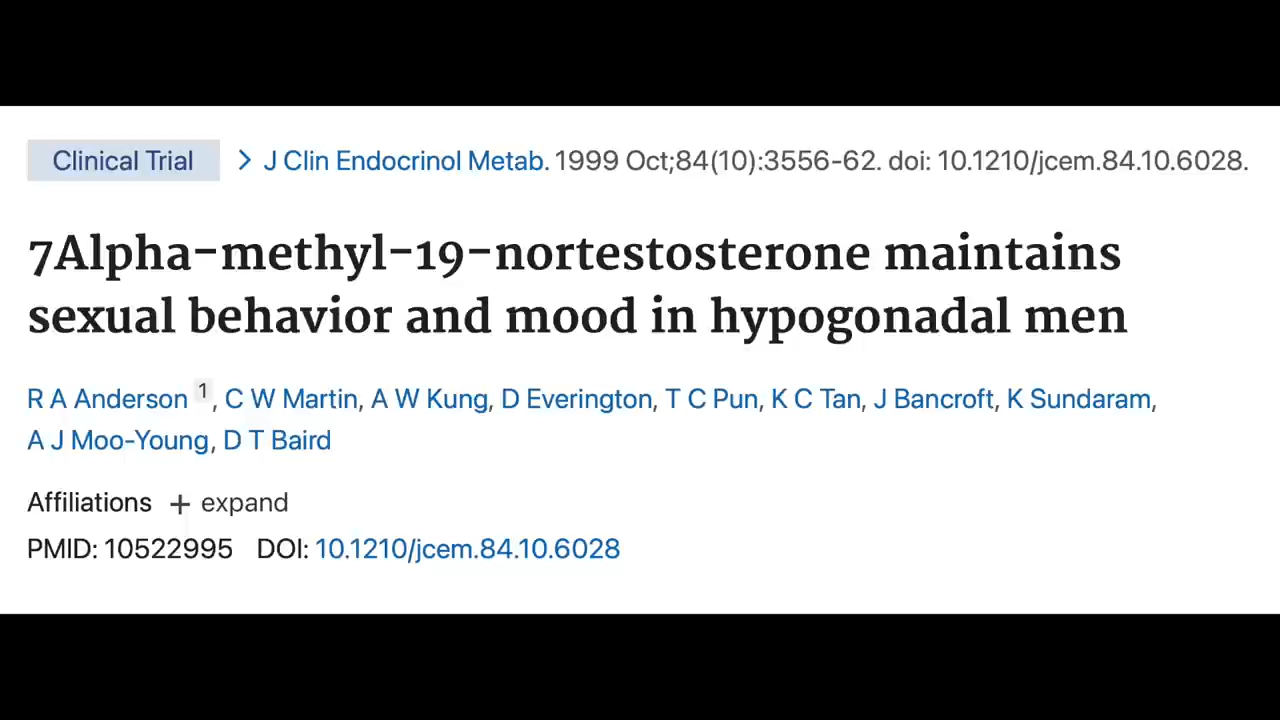 Clinical Trial > J Clin Endocrinol Metab. 1999 Oct;84(10):3556-62. doi: 10.1210/jcem.84.10.6028.
7Alpha-methyl-19-nortestosterone maintains
sexual behavior and mood in hypogonadal men
R A Anderson 1, C W Martin, A W Kung, D Everington, T C Pun, K C Tan, J Bancroft, K Sundaram,
A J Moo-Young, D T Baird
Affiliations + expand
PMID: 10522995 DOI: 10.1210/jcem.84.10.6028